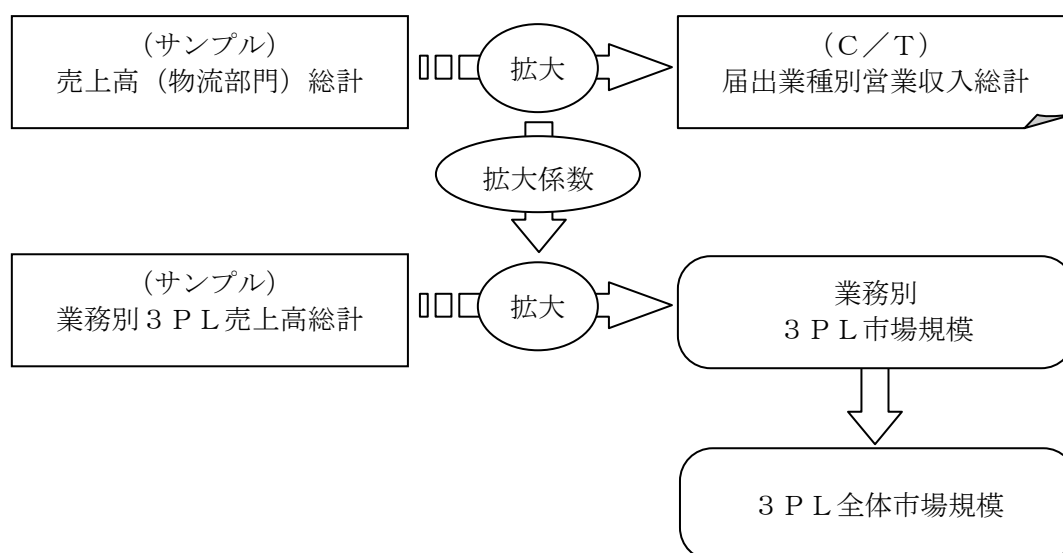 （サンプル）
売上高（物流部門）総計
拡大
（Ｃ／Ｔ）
届出業種別営業収入総計
拡大係数
（サンプル）
業務別３ＰＬ売上高総計
拡大
業務別
３ＰＬ市場規模
３ＰＬ全体市場規模